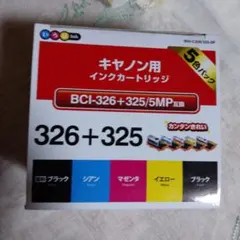 キヤノン用
インクカートリッジ
5色パック
BCI-326+325/5MP互換
326+325
カンタンきれい
ブラック
シアン
マゼンタ
イエロー
ブラック